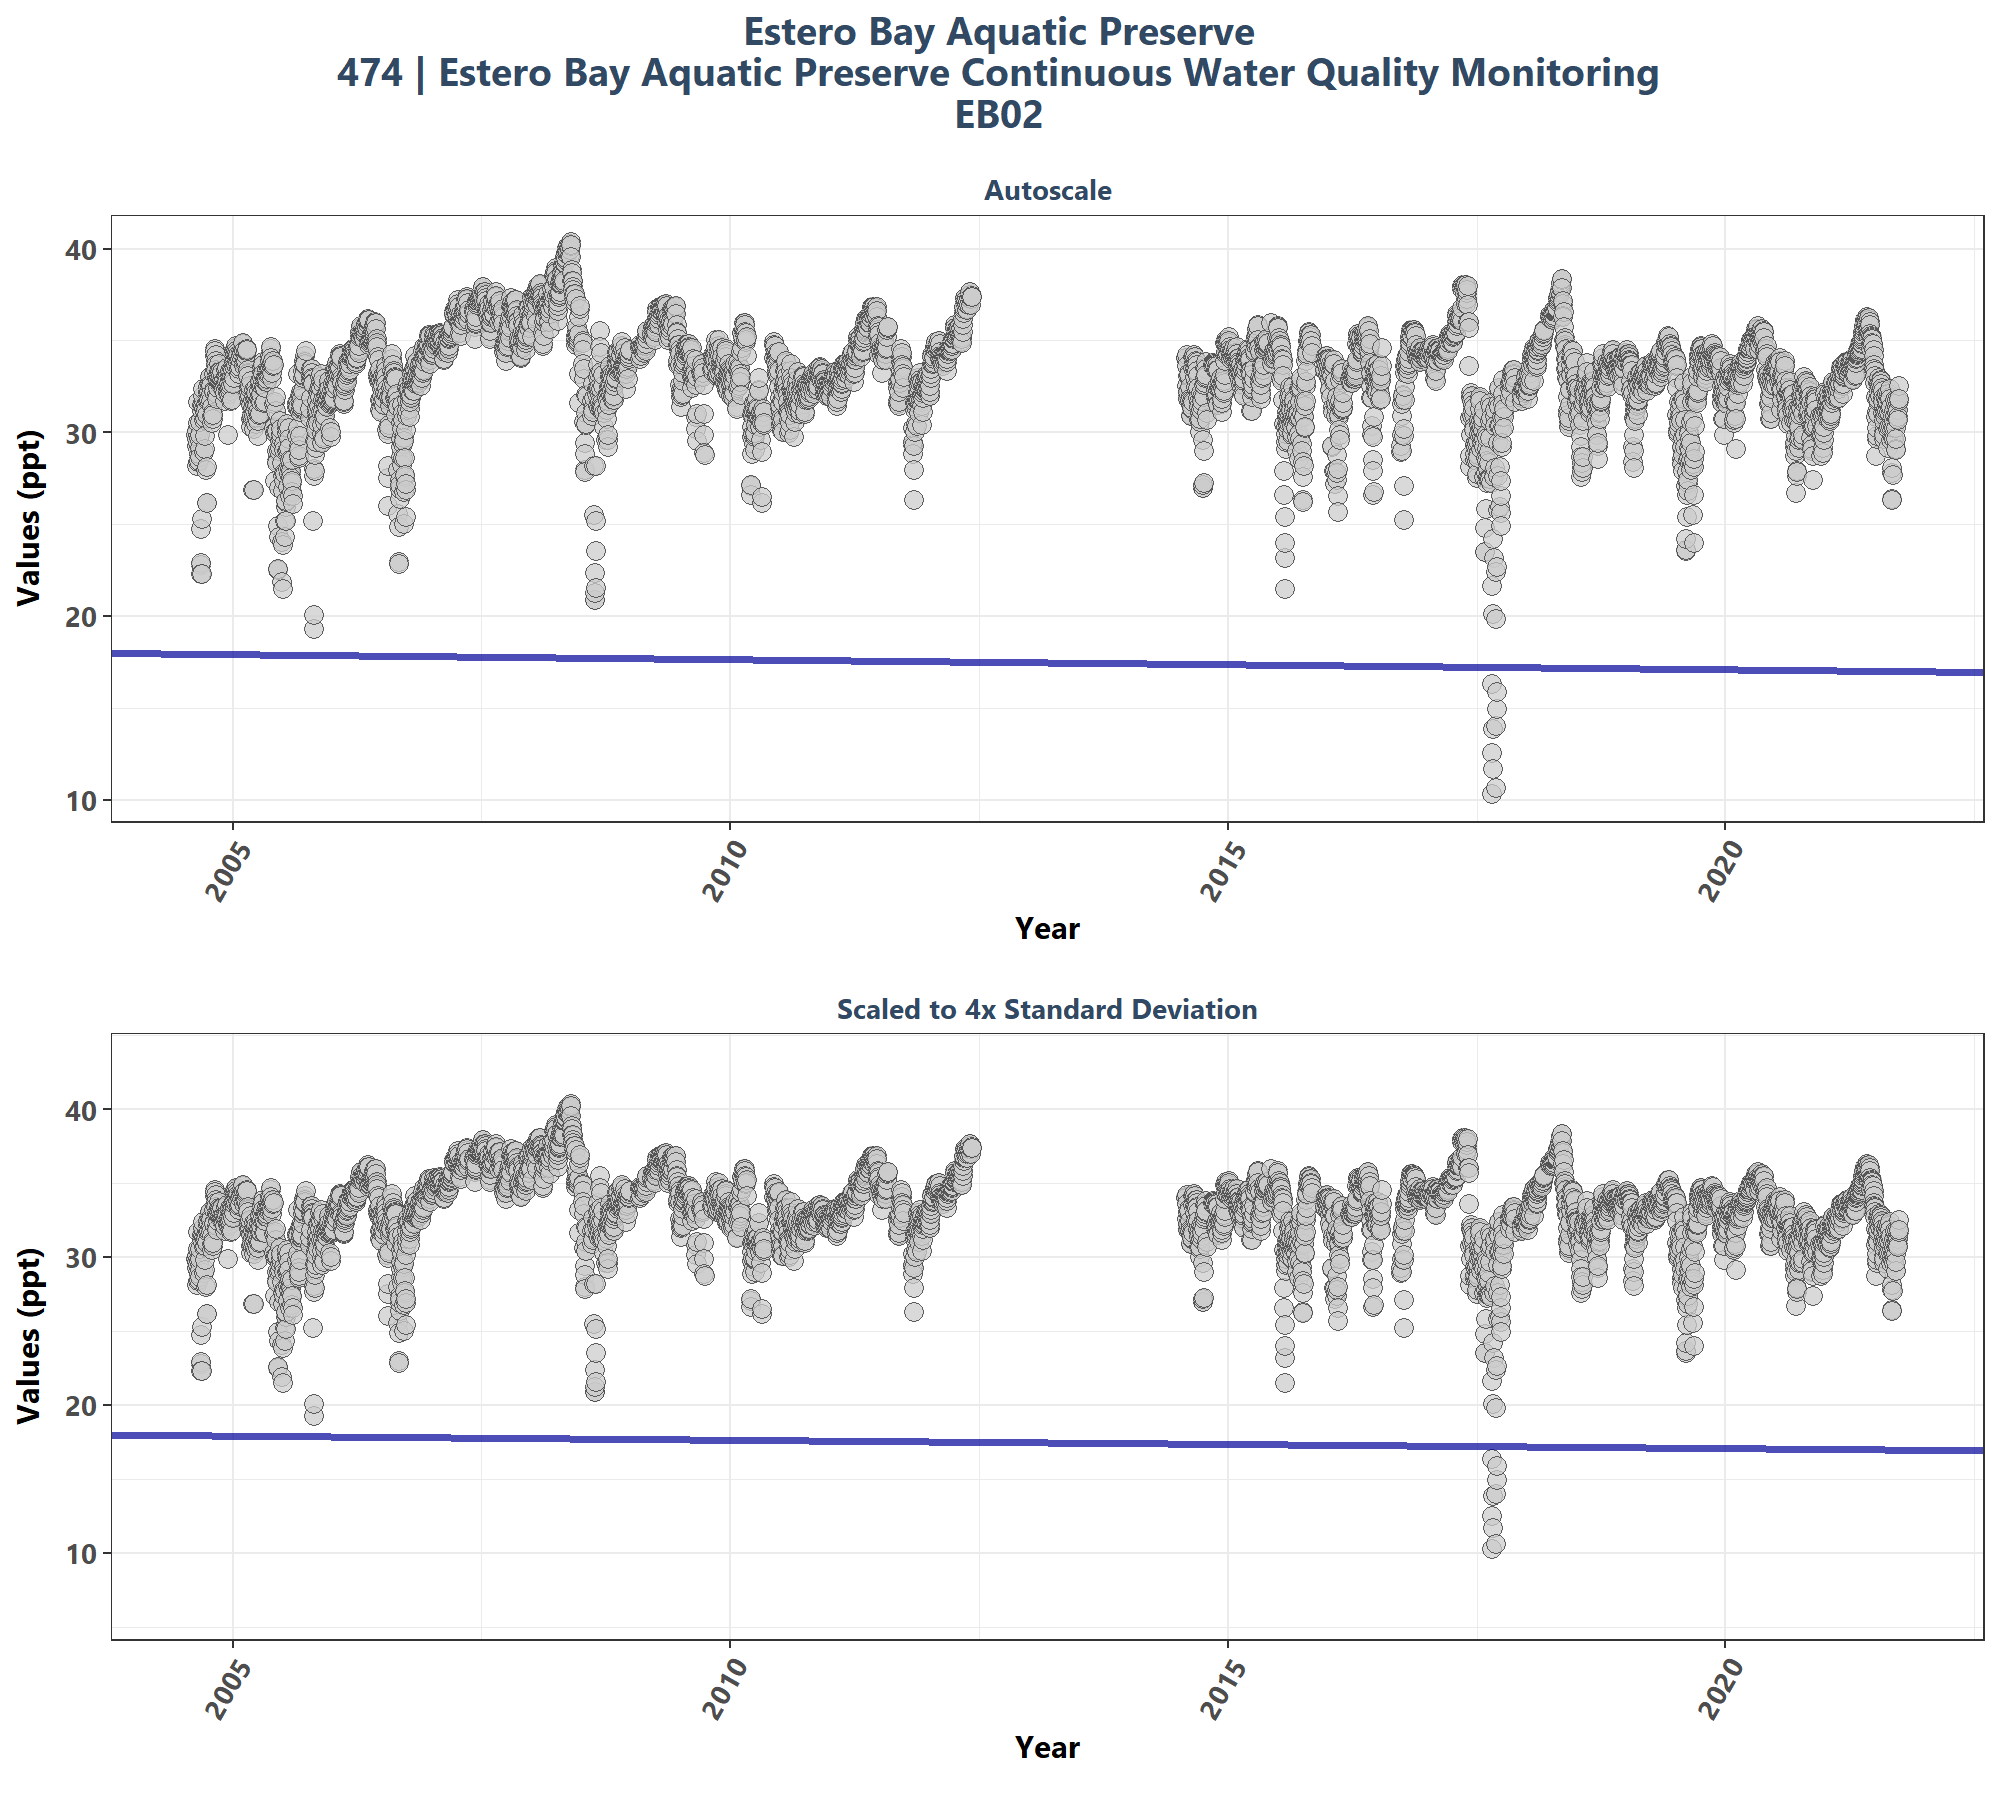 Estero Bay Aquatic Preserve
474 | Estero Bay Aquatic Preserve Continuous Water Quality Monitoring
EB02
Autoscale
Values (ppt)
40
30
20
10
2005
2010
2015
2020
Year
Scaled to 4x Standard Deviation
Values (ppt)
40
30
20
10
2005
2010
2015
2020
Year